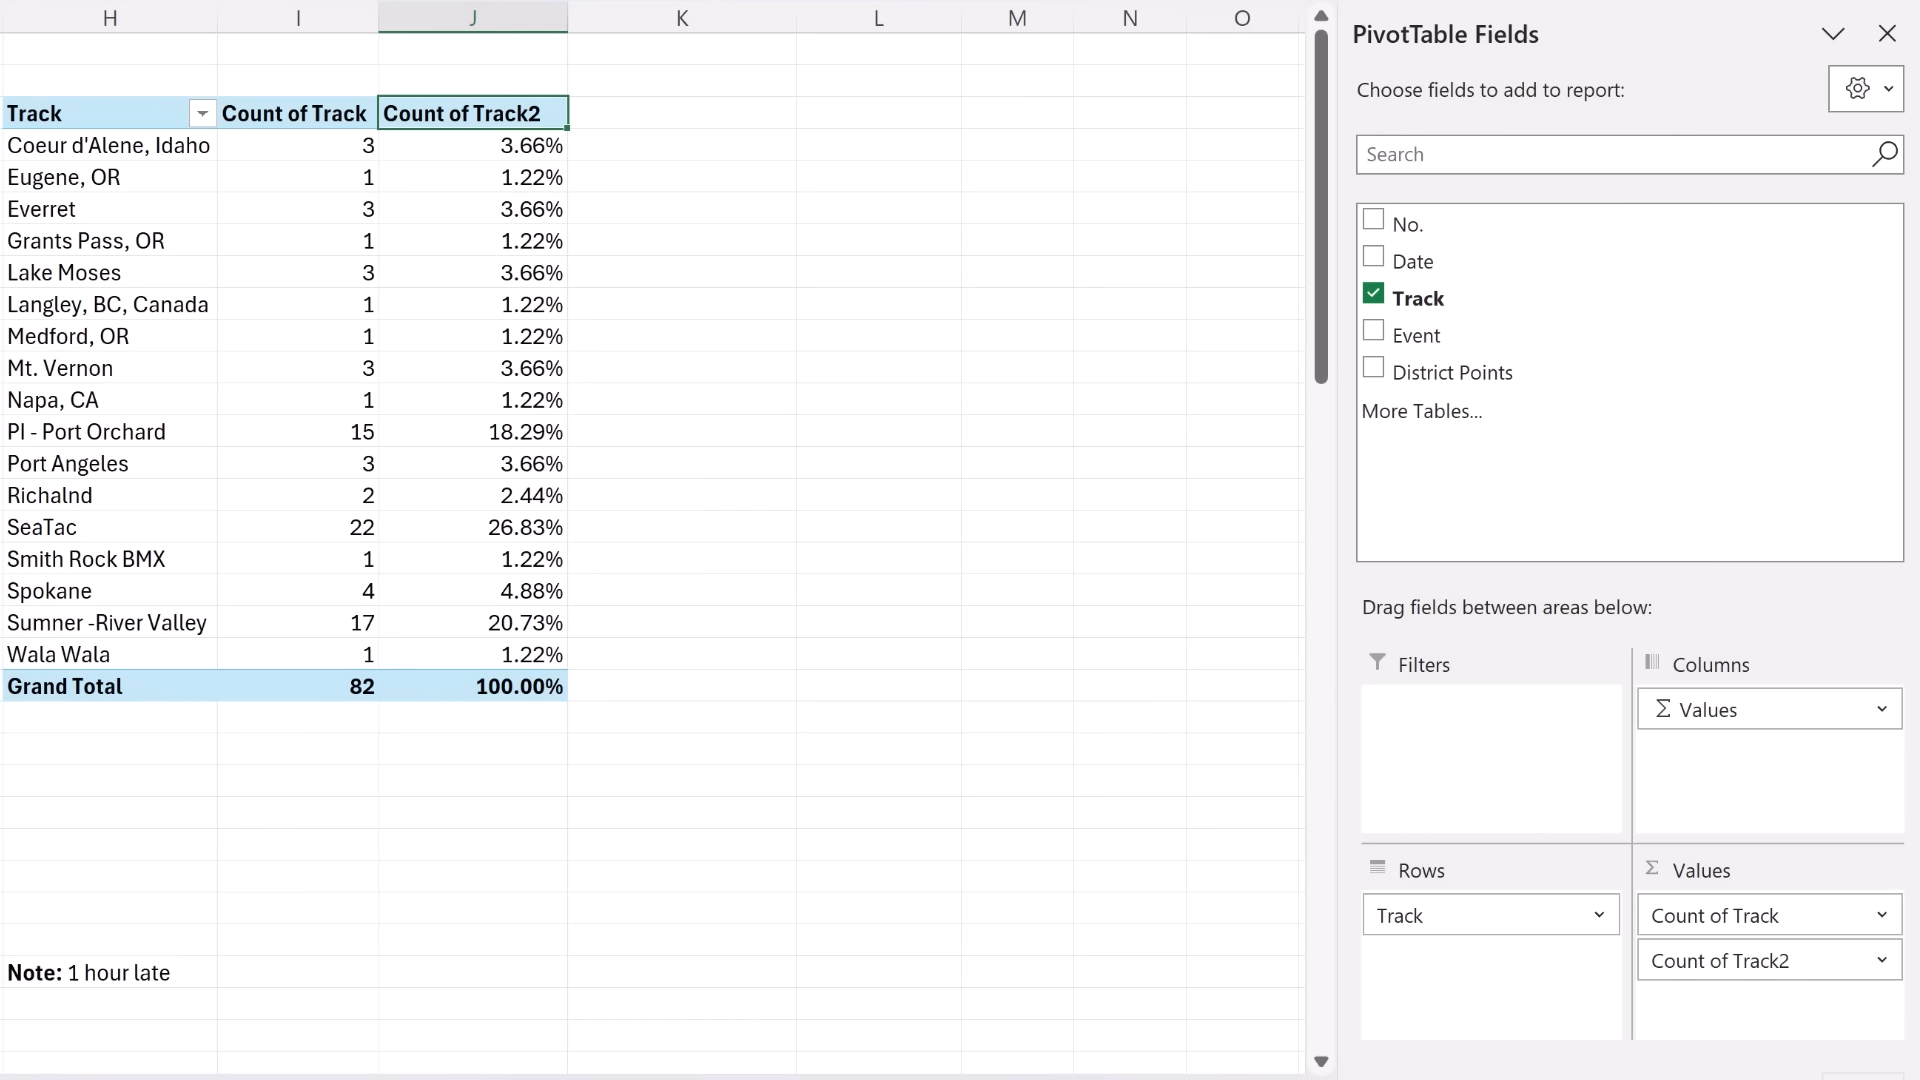 H I J K L M N O
Track Count of Track Count of Track2
Coeur d'Alene, Idaho 3 3.66%
Eugene, OR 1 1.22%
Everret 3 3.66%
Grants Pass, OR 1 1.22%
Lake Moses 3 3.66%
Langley, BC, Canada 1 1.22%
Medford, OR 1 1.22%
Mt. Vernon 3 3.66%
Napa, CA 1 1.22%
PI - Port Orchard 15 18.29%
Port Angeles 3 3.66%
Richalnd 2 2.44%
SeaTac 22 26.83%
Smith Rock BMX 1 1.22%
Spokane 4 4.88%
Sumner -River Valley 17 20.73%
Wala Wala 1 1.22%
Grand Total 82 100.00%
Note: 1 hour late
PivotTable Fields
Choose fields to add to report:
Search
No.
Date
Track
Event
District Points
More Tables...
Drag fields between areas below:
Filters
Columns
Σ Values
Rows
Track
Σ Values
Count of Track
Count of Track2